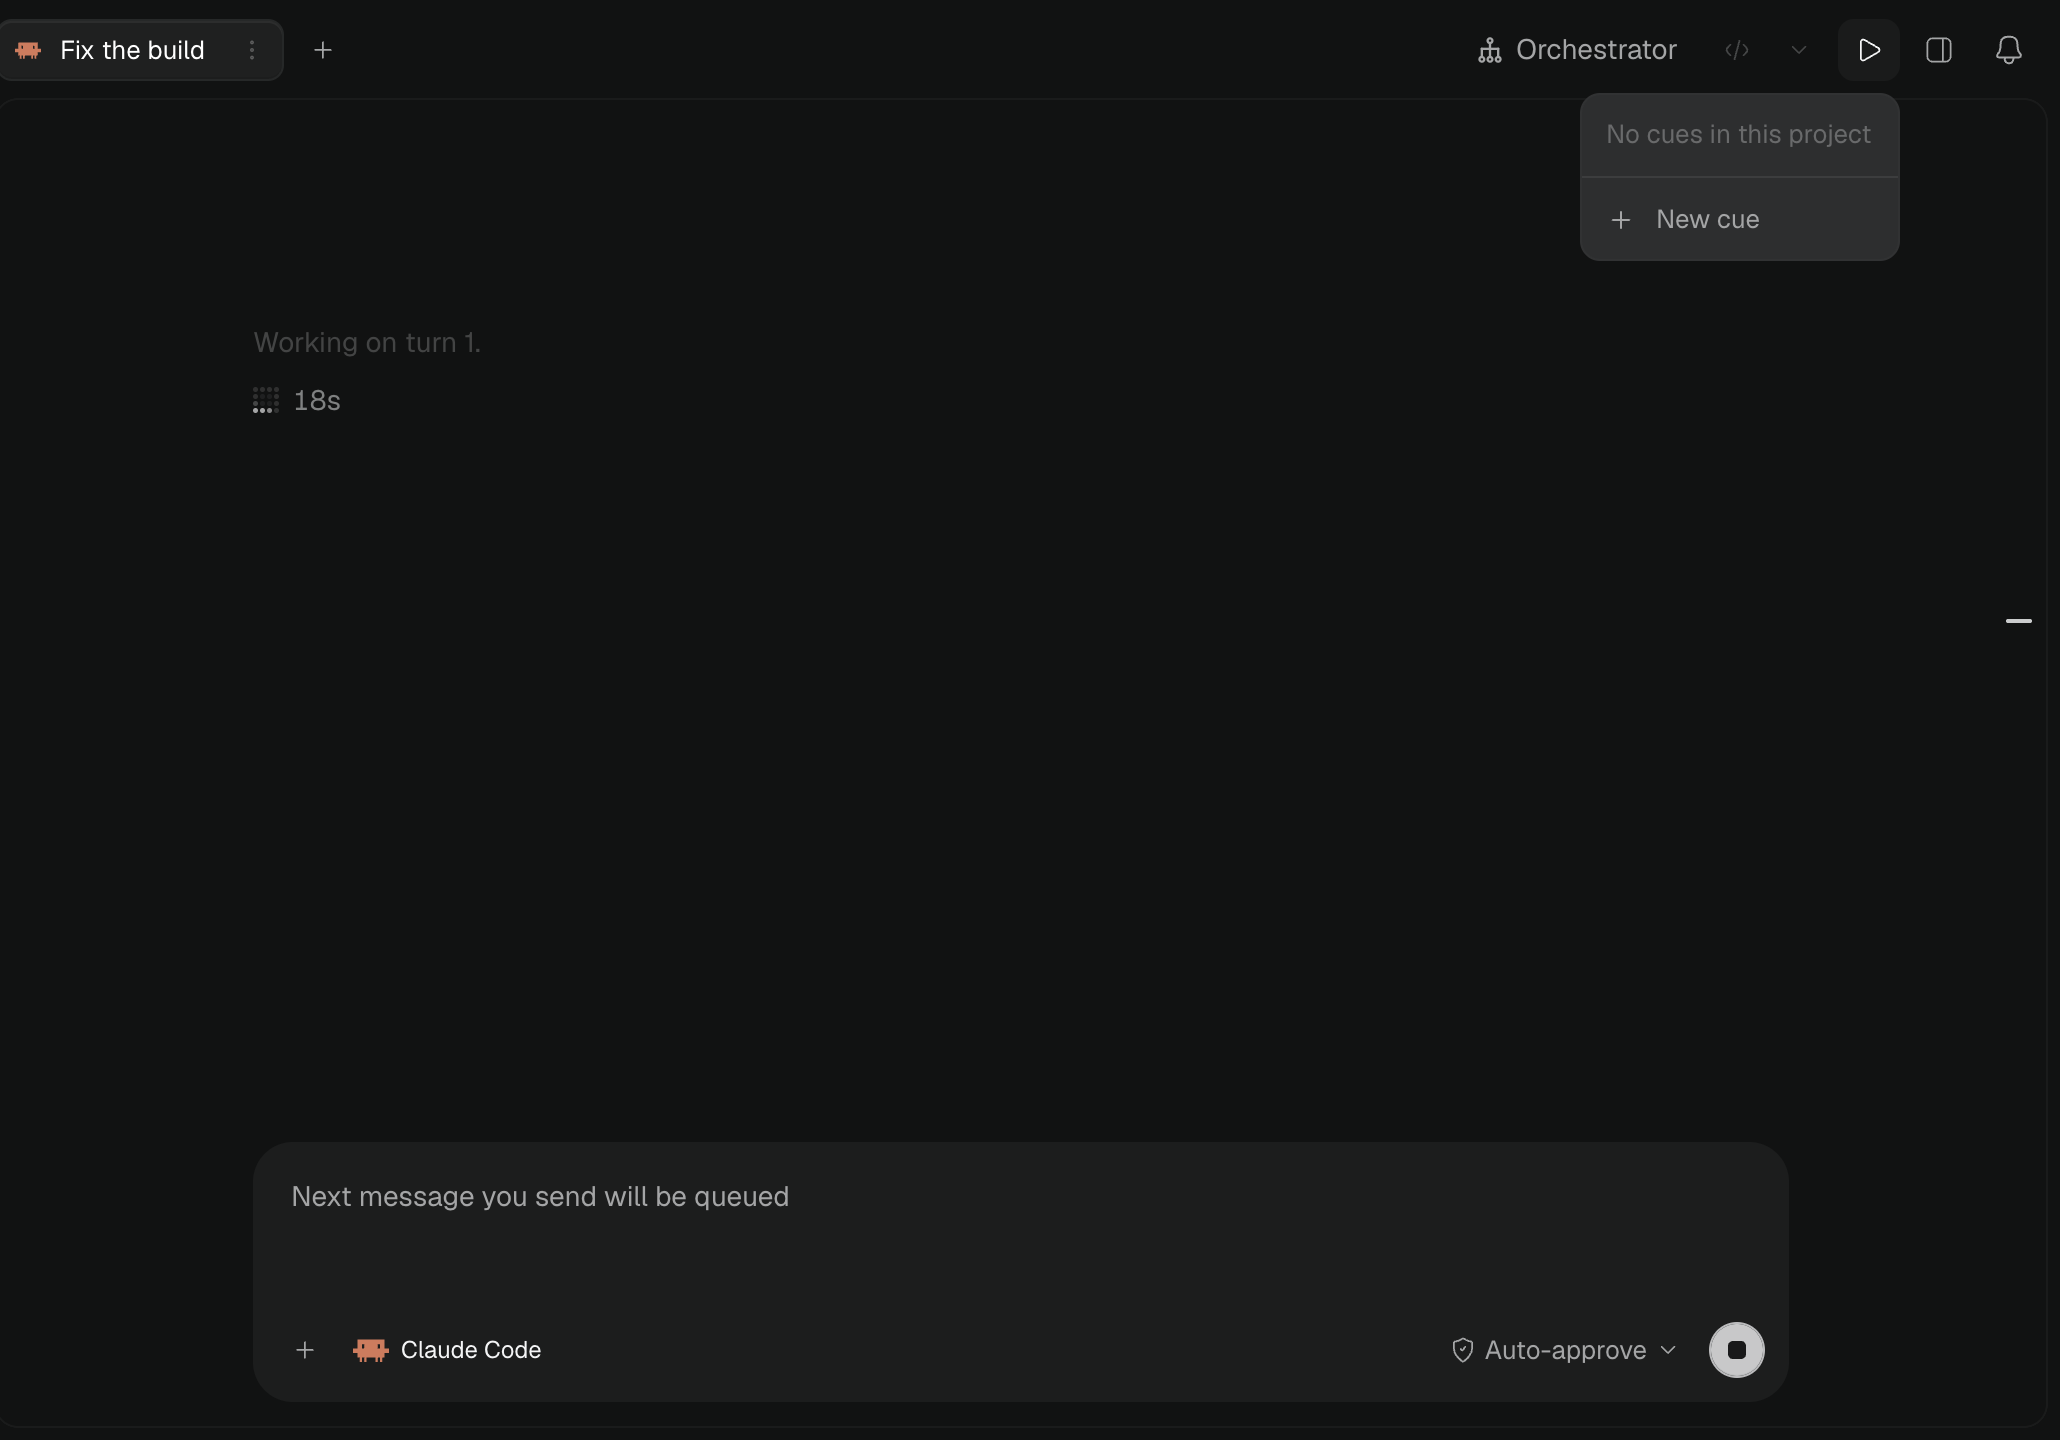 Fix the build
Orchestrator
No cues in this project
New cue
Working on turn 1.
18s
Next message you send will be queued
Claude Code
Auto-approve